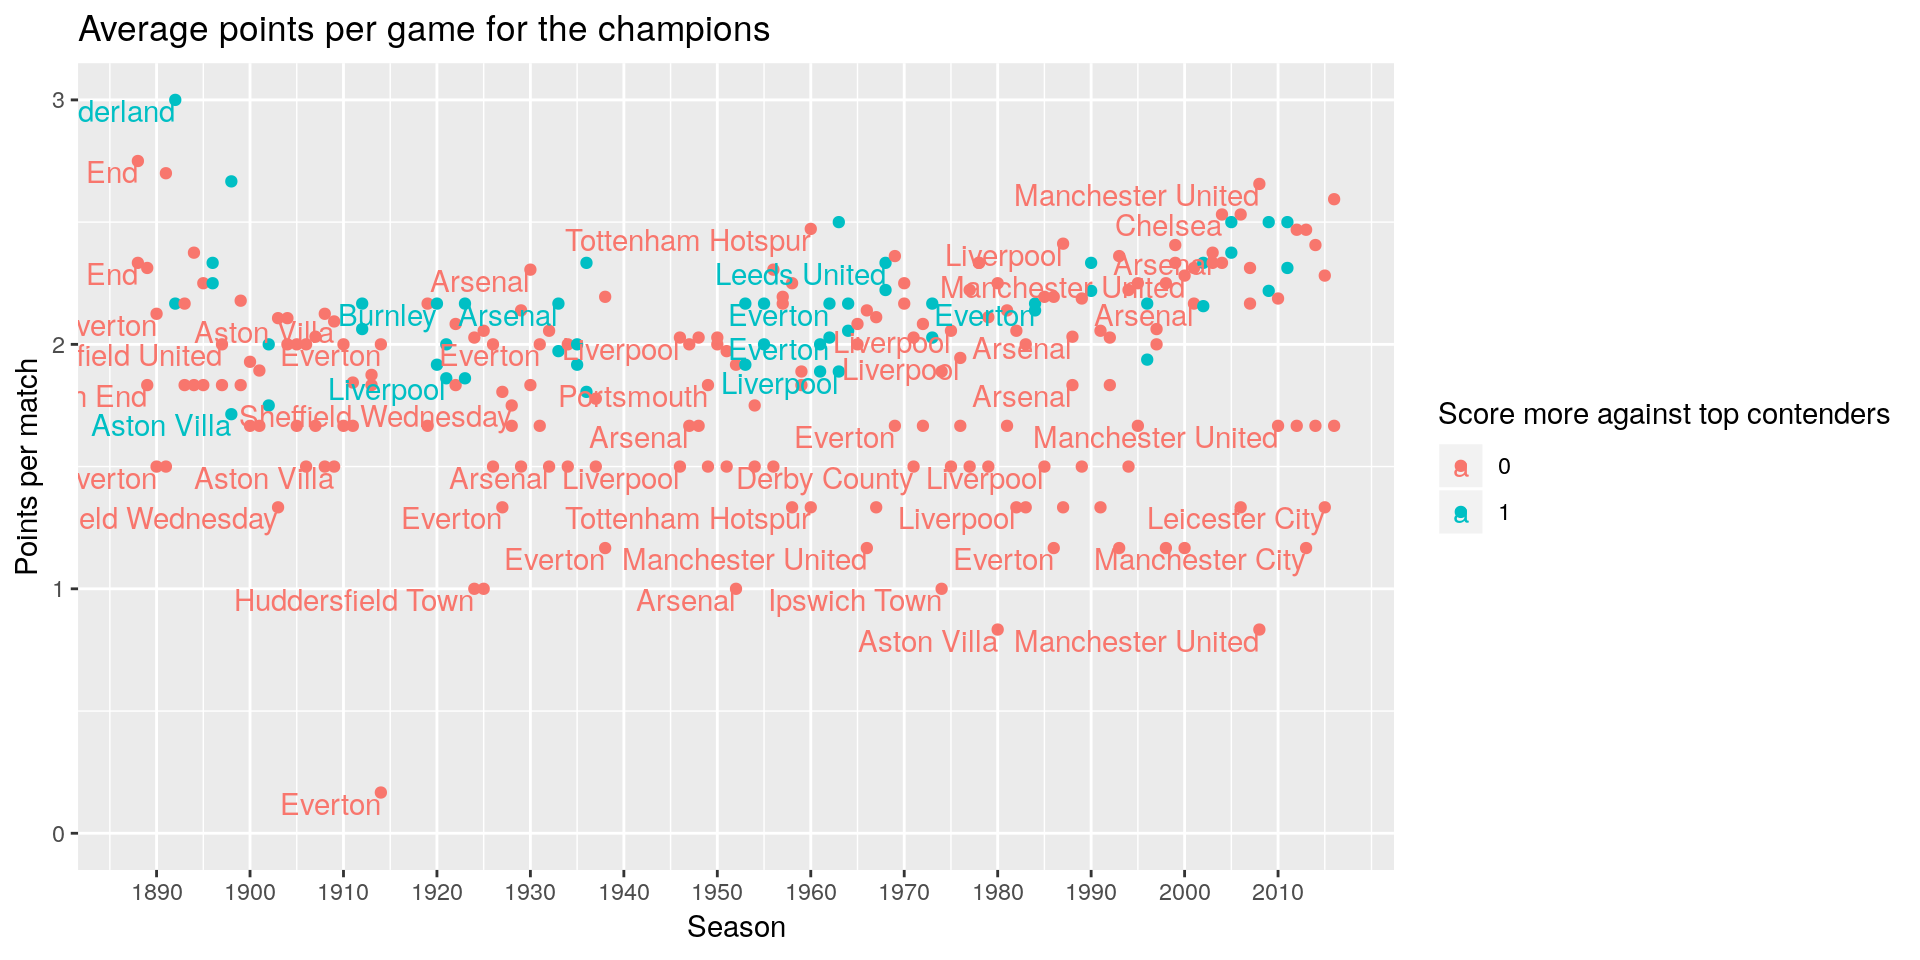 Average points per game for the champions
Points per match
3
2
1
0
derland
End
Manchester United
Chelsea
Tottenham Hotspur
Liverpool
Arsenal
End
Arsenal
Leeds United
Manchester United
verton
Burnley
Arsenal
Everton
Everton
Arsenal
Aston Villa
field United
Everton
Everton
Liverpool
Everton
Liverpool
Arsenal
Liverpool
n End
Liverpool
Portsmouth
Liverpool
Arsenal
Aston Villa
Sheffield Wednesday
Arsenal
Everton
Manchester United
verton
Aston Villa
Arsenal
Liverpool
Derby County
Liverpool
eld Wednesday
Everton
Tottenham Hotspur
Liverpool
Leicester City
Everton
Manchester United
Everton
Manchester City
Huddersfield Town
Arsenal
Ipswich Town
Aston Villa
Manchester United
Everton
1890 1900 1910 1920 1930 1940 1950 1960 1970 1980 1990 2000 2010
Season
Score more against top contenders
a 0
a 1